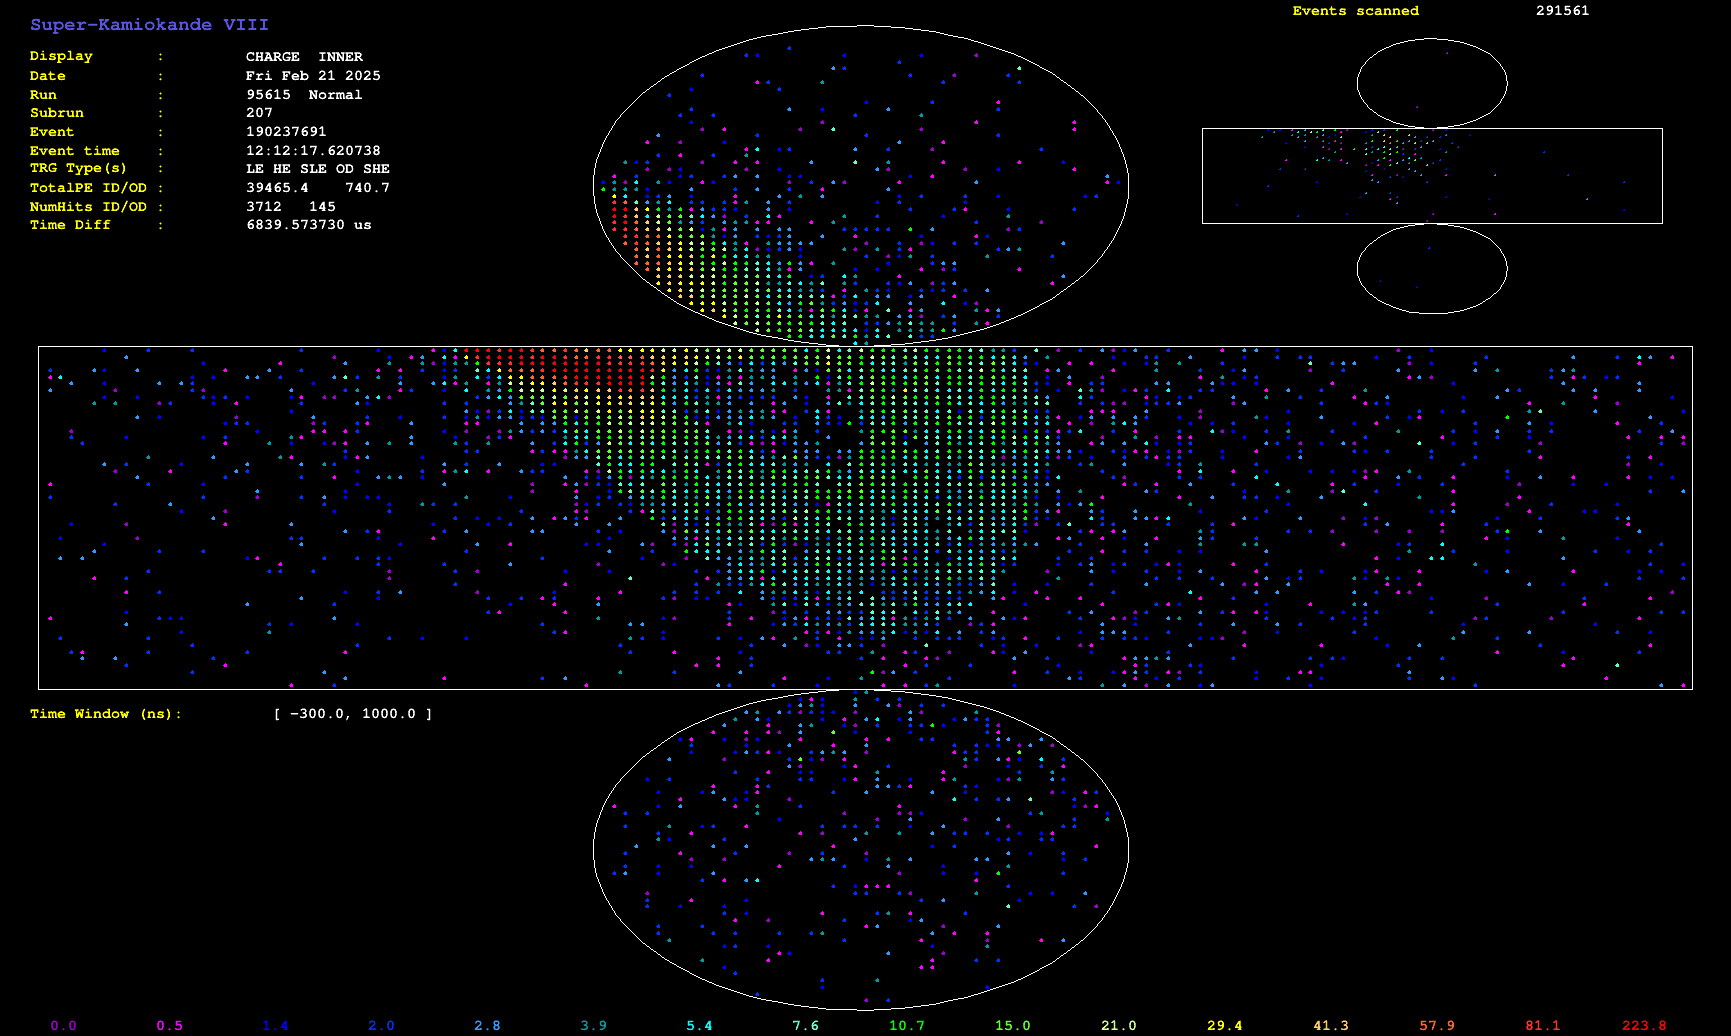 Super-Kamiokande VIII
Events scanned 291561
Display : CHARGE INNER
Date : Fri Feb 21 2025
Run : 95615 Normal
Subrun : 207
Event : 190237691
Event time : 12:12:17.620738
TRG Type(s) : LE HE SLE OD SHE
TotalPE ID/OD : 39465.4 740.7
NumHits ID/OD : 3712 145
Time Diff : 6839.573730 us
Time Window (ns): [ -300.0, 1000.0 ]
0.0 0.5 1.4 2.0 2.8 3.9 5.4 7.6 10.7 15.0 21.0 29.4 41.3 57.9 81.1 223.8